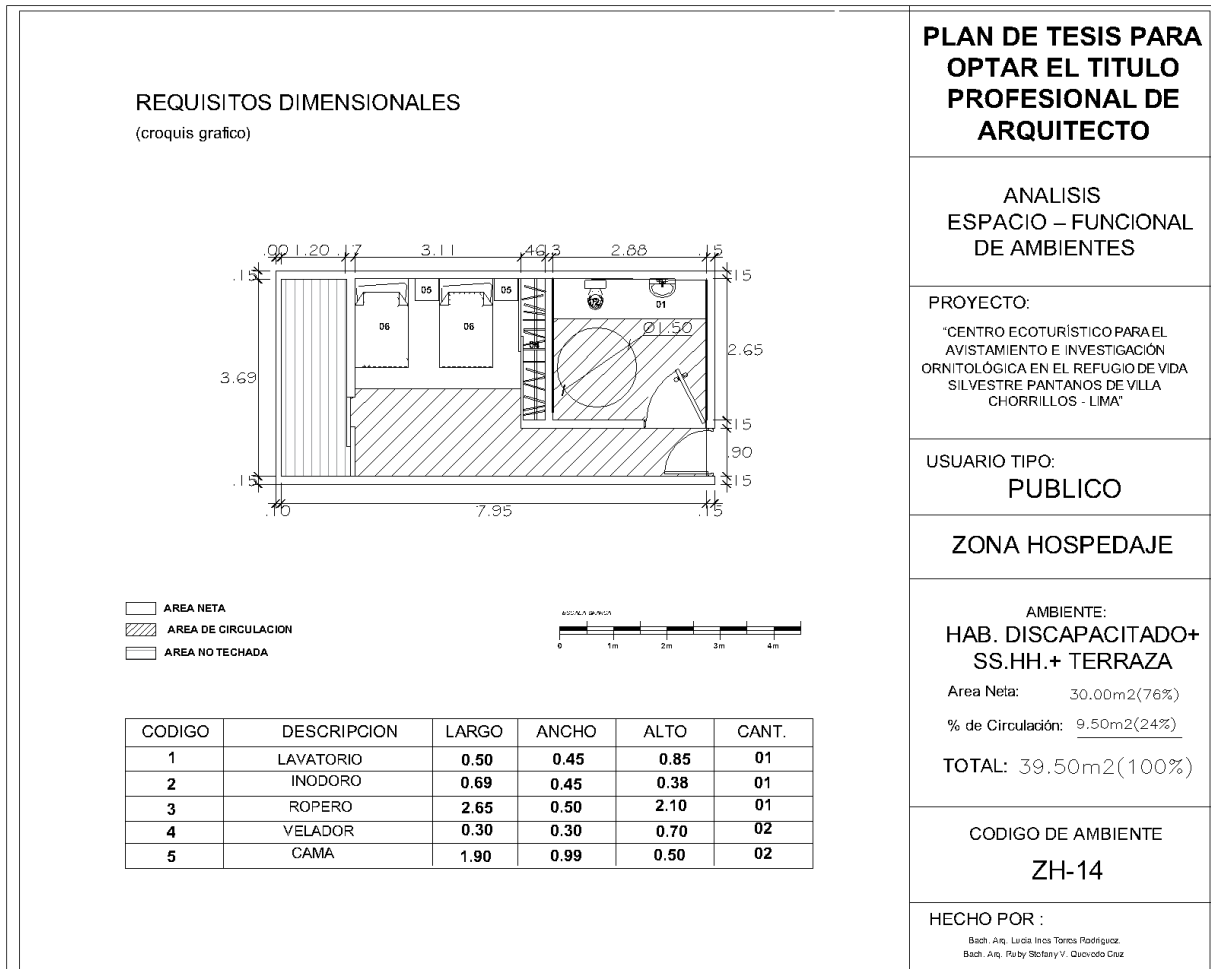 REQUISITOS DIMENSIONALES
(croquis grafico)
.00 1.20 .17 3.11 .46 3 2.88 .15
.15 .15
05 05
06 06
01
Ø1.50
2.65
3.69
.15
.90
.15 .15
.10 7.95 .15
AREA NETA
AREA DE CIRCULACION
AREA NO TECHADA
ESCALA GRAFICA
0 1m 2m 3m 4m
CODIGO DESCRIPCION LARGO ANCHO ALTO CANT.
1 LAVATORIO 0.50 0.45 0.85 01
2 INODORO 0.69 0.45 0.38 01
3 ROPERO 2.65 0.50 2.10 01
4 VELADOR 0.30 0.30 0.70 02
5 CAMA 1.90 0.99 0.50 02
PLAN DE TESIS PARA
OPTAR EL TITULO
PROFESIONAL DE
ARQUITECTO
ANALISIS
ESPACIO – FUNCIONAL
DE AMBIENTES
PROYECTO:
“CENTRO ECOTURÍSTICO PARA EL
AVISTAMIENTO E INVESTIGACIÓN
ORNITOLÓGICA EN EL REFUGIO DE VIDA
SILVESTRE PANTANOS DE VILLA
CHORRILLOS - LIMA”
USUARIO TIPO:
PUBLICO
ZONA HOSPEDAJE
AMBIENTE:
HAB. DISCAPACITADO+
SS.HH.+ TERRAZA
Area Neta: 30.00m2(76%)
% de Circulación: 9.50m2(24%)
TOTAL: 39.50m2(100%)
CODIGO DE AMBIENTE
ZH-14
HECHO POR :
Bach. Arq. Lucia Ines Torres Rodriguez.
Bach. Arq. Ruby Stefany V. Quevedo Cruz